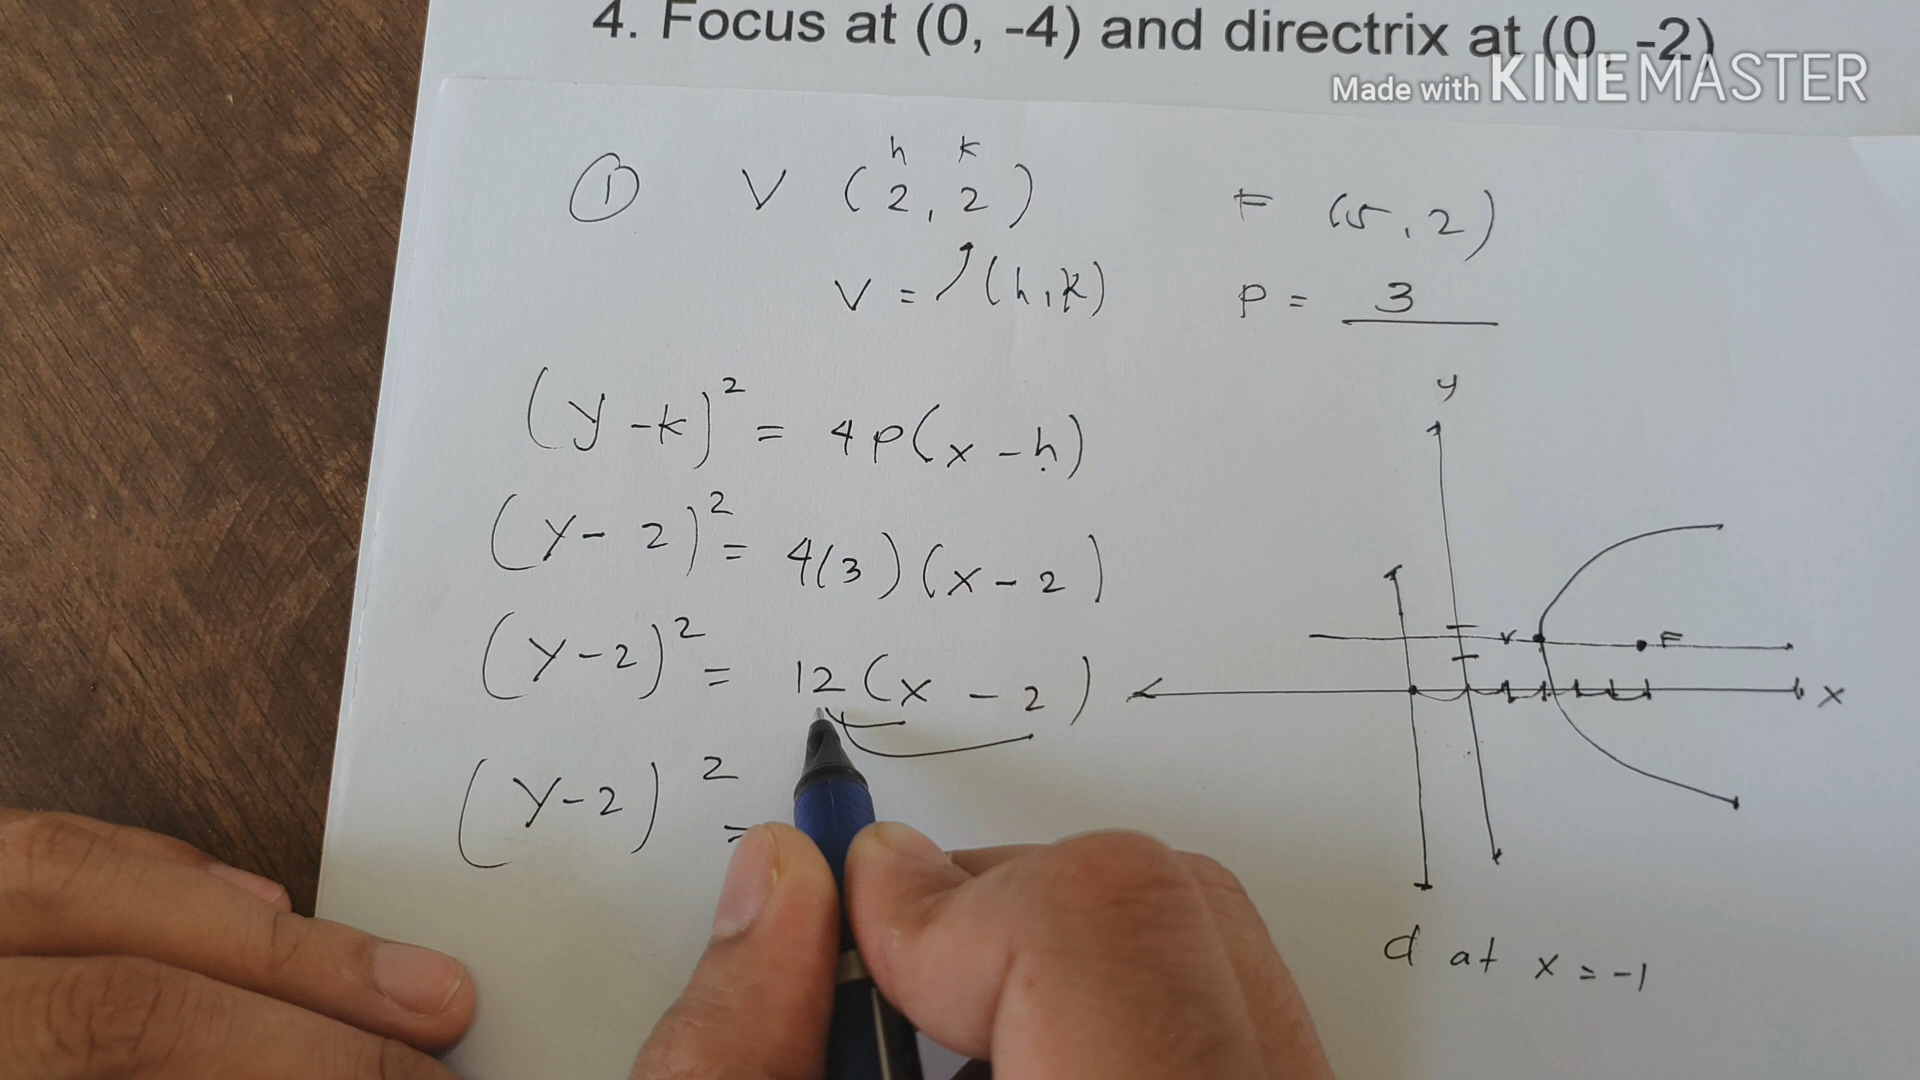 4. Focus at (0, -4) and directrix at (0, -2)
Made with KINEMASTER
h k
① V (2, 2) F (5, 2)
V = (h, k) P = 3
(y - k)² = 4P(x - h)
(y - 2)² = 4(3)(x - 2)
(y - 2)² = 12(x - 2)
(y - 2)² =
y
V F
x
d at x = -1